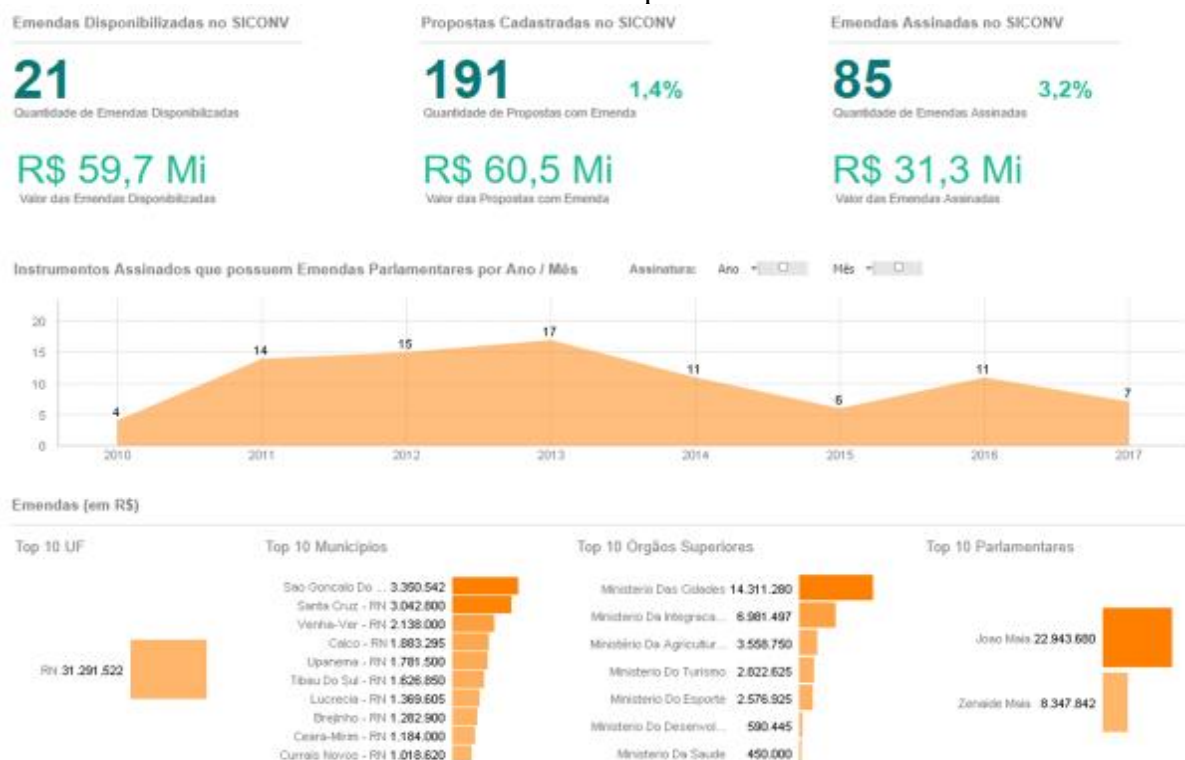 Emendas Disponibilizadas no SICONV
Propostas Cadastradas no SICONV
Emendas Assinadas no SICONV
21
191
1,4%
85
3,2%
Quantidade de Emendas Disponibilizadas
Quantidade de Propostas com Emenda
Quantidade de Emendas Assinadas
R$ 59,7 Mi
R$ 60,5 Mi
R$ 31,3 Mi
Valor das Emendas Disponibilizadas
Valor das Propostas com Emenda
Valor das Emendas Assinadas
Instrumentos Assinados que possuem Emendas Parlamentares por Ano / Mês
Assinatura:
Ano
Mês
20
15
10
5
0
4
14
15
17
11
6
11
7
2010
2011
2012
2013
2014
2015
2016
2017
Emendas (em R$)
Top 10 UF
RN 31.291.522
Top 10 Municípios
Sao Goncalo Do ... 3.350.542
Santa Cruz - RN 3.042.800
Venha-Ver - RN 2.138.000
Caico - RN 1.883.295
Upanema - RN 1.781.500
Tibau Do Sul - RN 1.626.850
Lucrecia - RN 1.369.605
Brejinho - RN 1.282.900
Ceara-Mirim - RN 1.184.000
Currais Novos - RN 1.018.620
Top 10 Órgãos Superiores
Ministerio Das Cidades 14.311.280
Ministerio Da Integraca... 6.981.497
Ministério Da Agricultur... 3.558.750
Ministerio Do Turismo 2.822.625
Ministerio Do Esporte 2.576.925
Ministerio Do Desenvol... 590.445
Ministerio Da Saude 450.000
Top 10 Parlamentares
Joao Maia 22.943.680
Zenaide Maia 8.347.842